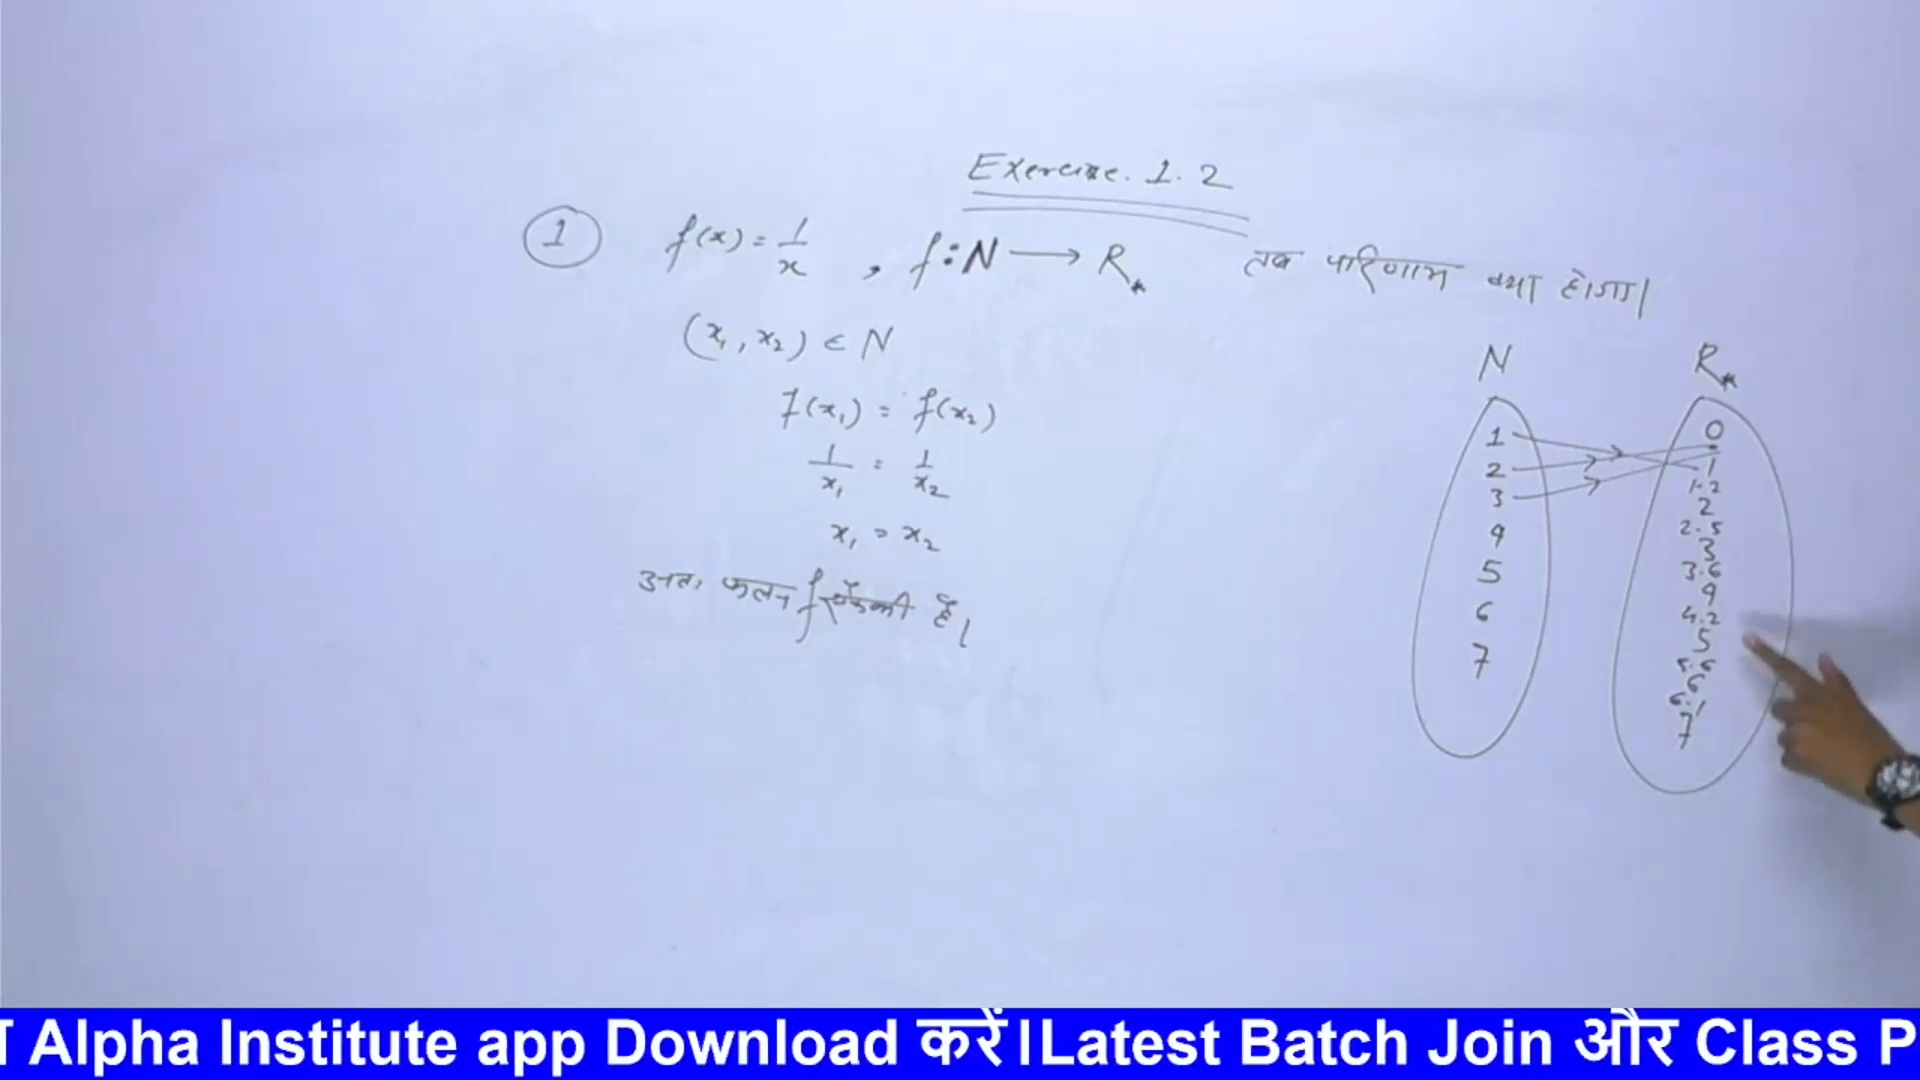 Exercise. 1.2
1 f(x) = 1/x , f : N → R* तब परिणाम क्या होगा।
(x₁, x₂) ∈ N
f(x₁) = f(x₂)
1/x₁ = 1/x₂
x₁ = x₂
अतः फलन f एकैकी है।
N
1
2
3
4
5
6
7
R*
0
1
1.2
2
2.5
3
3.6
4
4.2
5
5.6
6
6.1
7
Alpha Institute app Download करें।Latest Batch Join और Class P